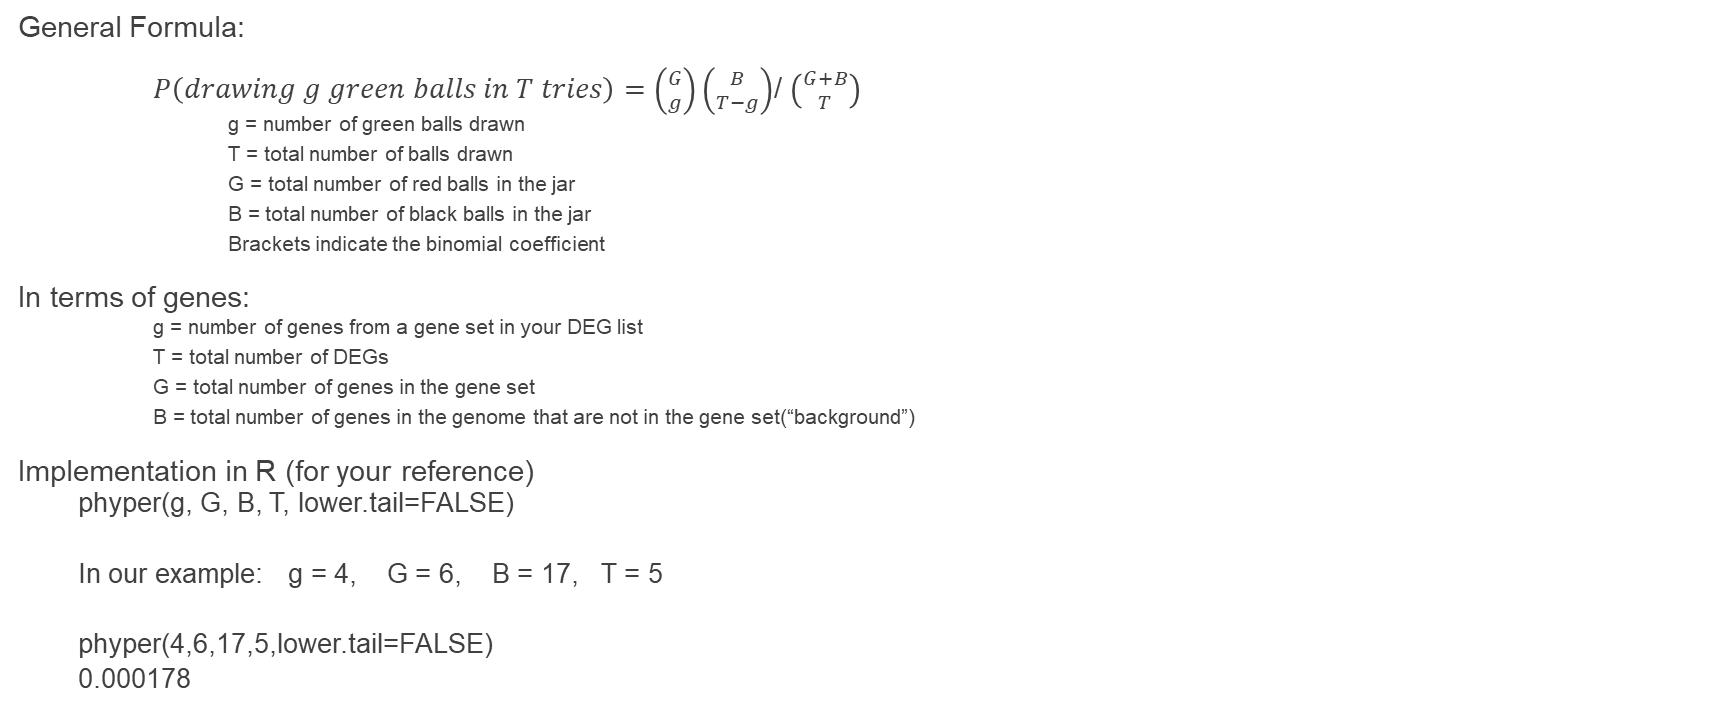 General Formula:
P(drawing g green balls in T tries) = (G g) (B T−g) / (G+B T)
g = number of green balls drawn
T = total number of balls drawn
G = total number of red balls in the jar
B = total number of black balls in the jar
Brackets indicate the binomial coefficient
In terms of genes:
g = number of genes from a gene set in your DEG list
T = total number of DEGs
G = total number of genes in the gene set
B = total number of genes in the genome that are not in the gene set(“background”)
Implementation in R (for your reference)
phyper(g, G, B, T, lower.tail=FALSE)
In our example: g = 4, G = 6, B = 17, T = 5
phyper(4,6,17,5,lower.tail=FALSE)
0.000178